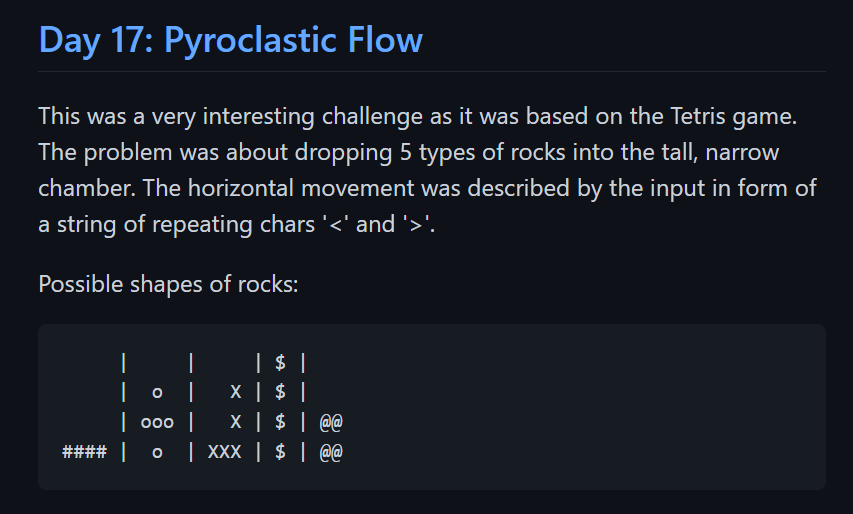 Day 17: Pyroclastic Flow
This was a very interesting challenge as it was based on the Tetris game.
The problem was about dropping 5 types of rocks into the tall, narrow
chamber. The horizontal movement was described by the input in form of
a string of repeating chars '<' and '>'.
Possible shapes of rocks:
     |     |     | $ |
     |  o  |   X | $ |
     | ooo |   X | $ | @@
#### |  o  | XXX | $ | @@